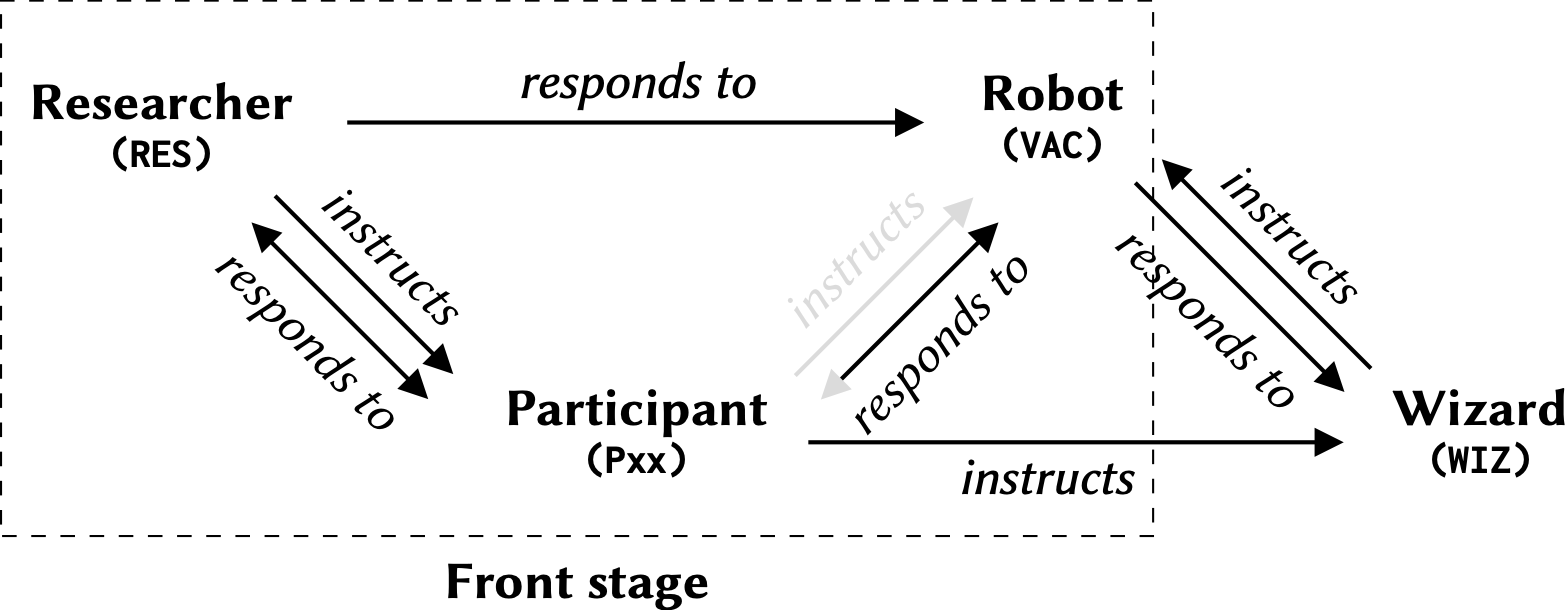 responds to
Researcher
(RES)
Robot
(VAC)
instructs
responds to
instructs
responds to
instructs
responds to
Participant
(Pxx)
Wizard
(WIZ)
instructs
Front stage